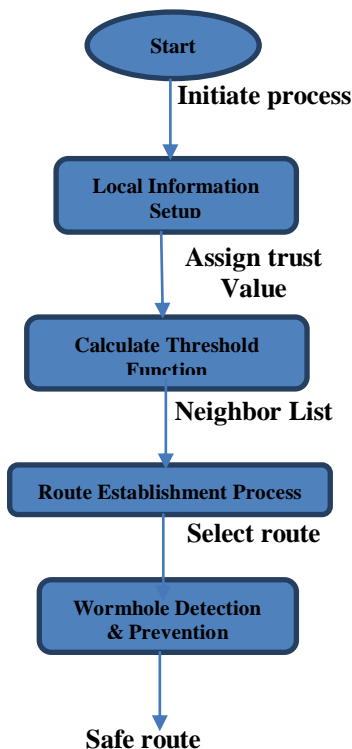 Start
Initiate process
Local Information
Setup
Assign trust
Value
Calculate Threshold
Function
Neighbor List
Route Establishment Process
Select route
Wormhole Detection
& Prevention
Safe route